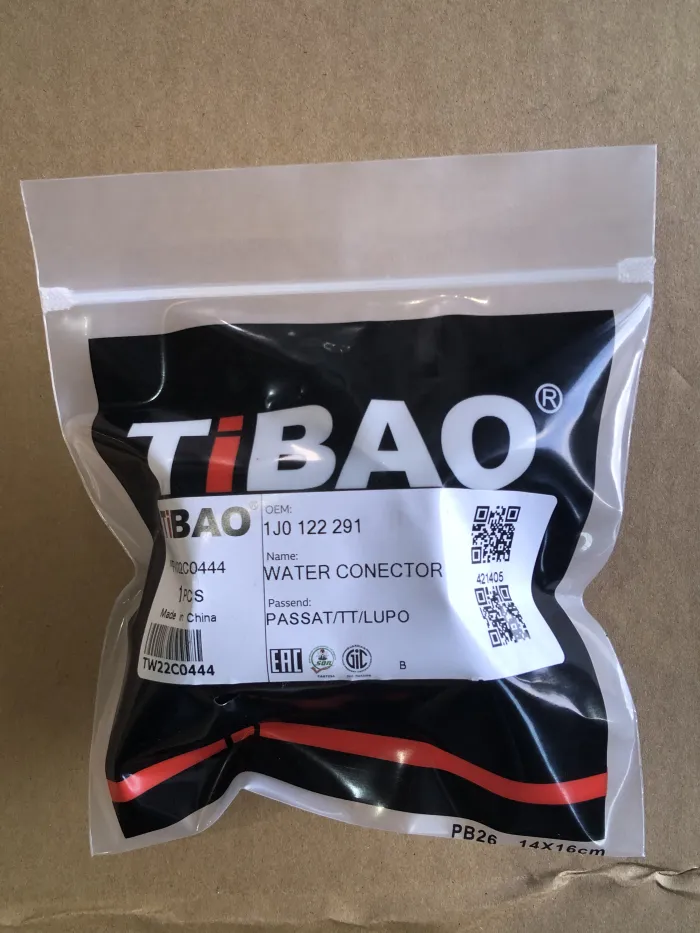 TiBAO®
TiBAO
OEM:
1J0 122 291
Name:
WATER CONECTOR
Passend:
PASSAT/TT/LUPO
1PCS
Made in China
TW22C0444
421405
EAC
GiC
B
PB26 14X16cm